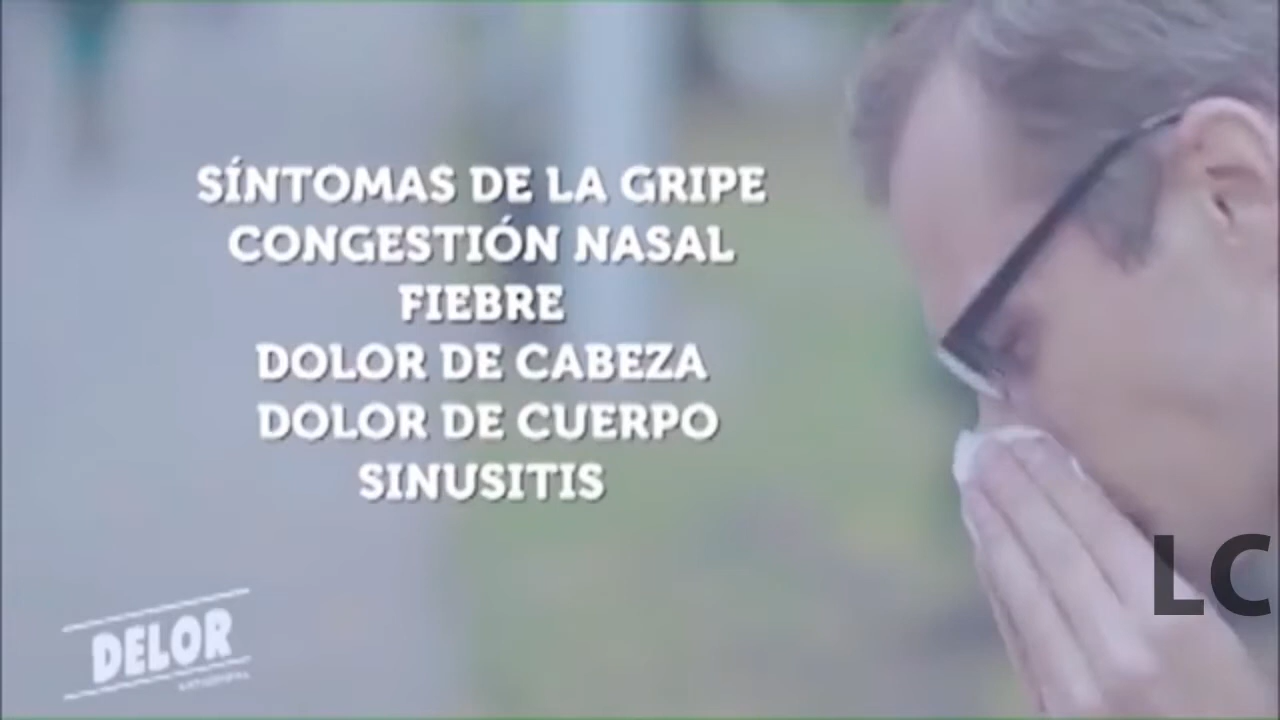 SÍNTOMAS DE LA GRIPE
CONGESTIÓN NASAL
FIEBRE
DOLOR DE CABEZA
DOLOR DE CUERPO
SINUSITIS
DELOR
LC